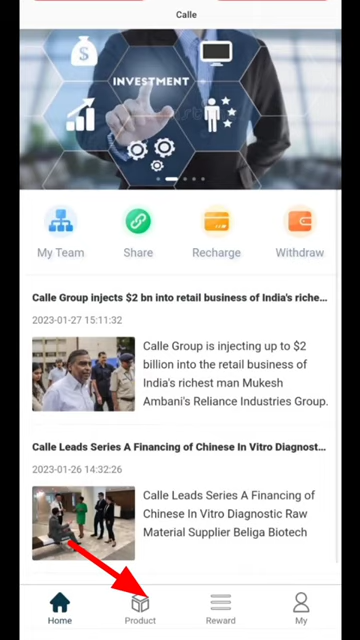 Calle
INVESTMENT
My Team
Share
Recharge
Withdraw
Calle Group injects $2 bn into retail business of India's riche...
2023-01-27 15:11:32
Calle Group is injecting up to $2
billion into the retail business of
India's richest man Mukesh
Ambani's Reliance Industries Group.
Calle Leads Series A Financing of Chinese In Vitro Diagnost...
2023-01-26 14:32:26
Calle Leads Series A Financing of
Chinese In Vitro Diagnostic Raw
Material Supplier Beliga Biotech
Home
Product
Reward
My